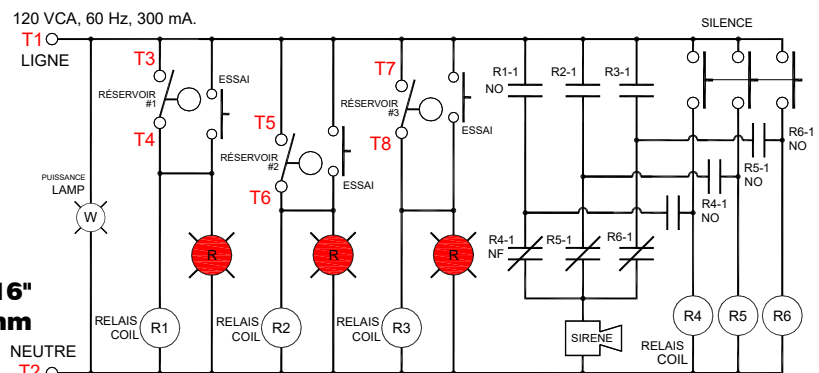 120 VCA, 60 Hz, 300 mA.
SILENCE
T1
LIGNE
T3
ESSAI
RÉSERVOIR
#1
T4
T5
RÉSERVOIR
#2
ESSAI
T6
T7
RÉSERVOIR
#3
ESSAI
T8
R1-1
NO
R2-1
R3-1
R6-1
NO
R5-1
NO
R4-1
NO
PUISSANCE
LAMP
W
R
R
R
R4-1
NF
R5-1
R6-1
16"
mm
RELAIS
COIL
R1
RELAIS
COIL
R2
RELAIS
COIL
R3
SIRENE
RELAIS
COIL
R4
R5
R6
NEUTRE
T2